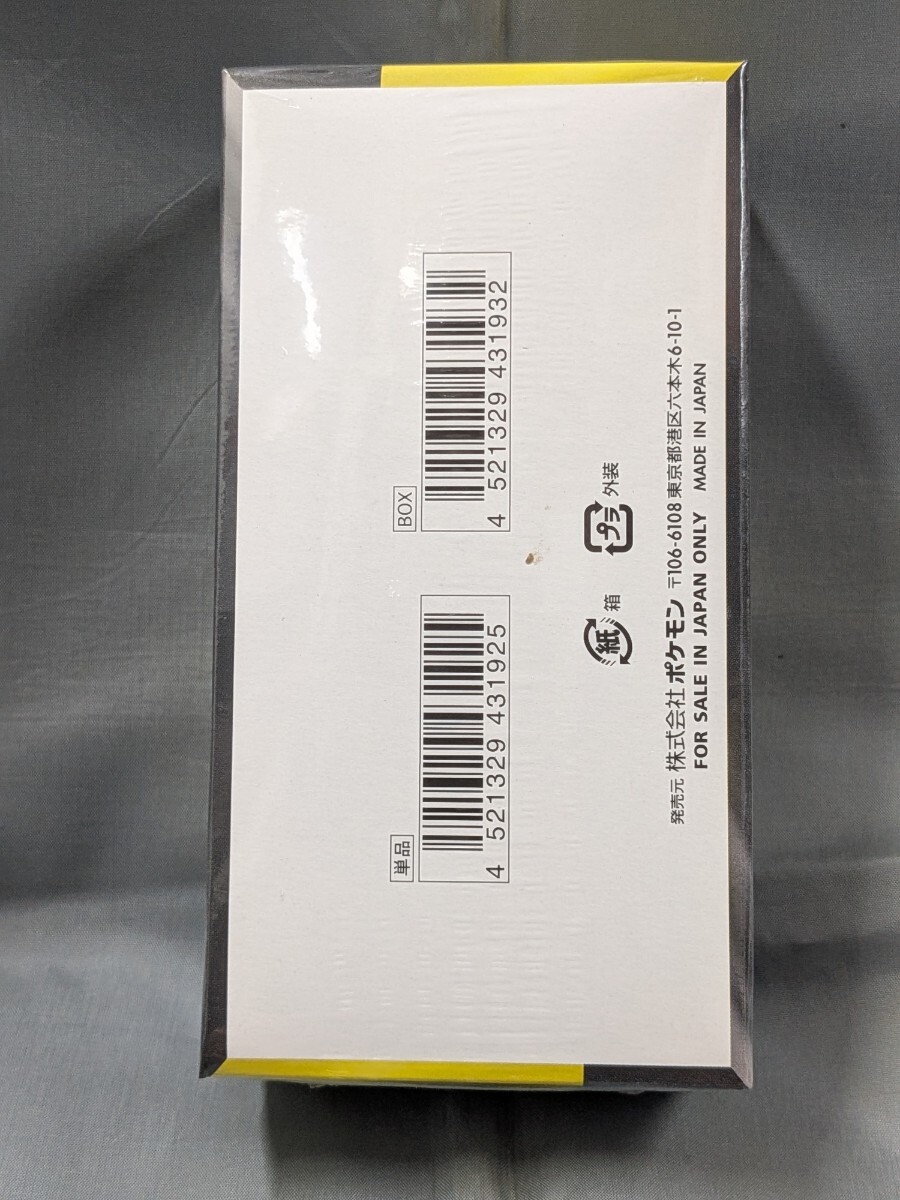 単品
4 521329 431925
BOX
4 521329 431932
紙 箱
プラ 外装
発売元 株式会社 ポケモン 〒106-6108 東京都港区六本木6-10-1
FOR SALE IN JAPAN ONLY MADE IN JAPAN